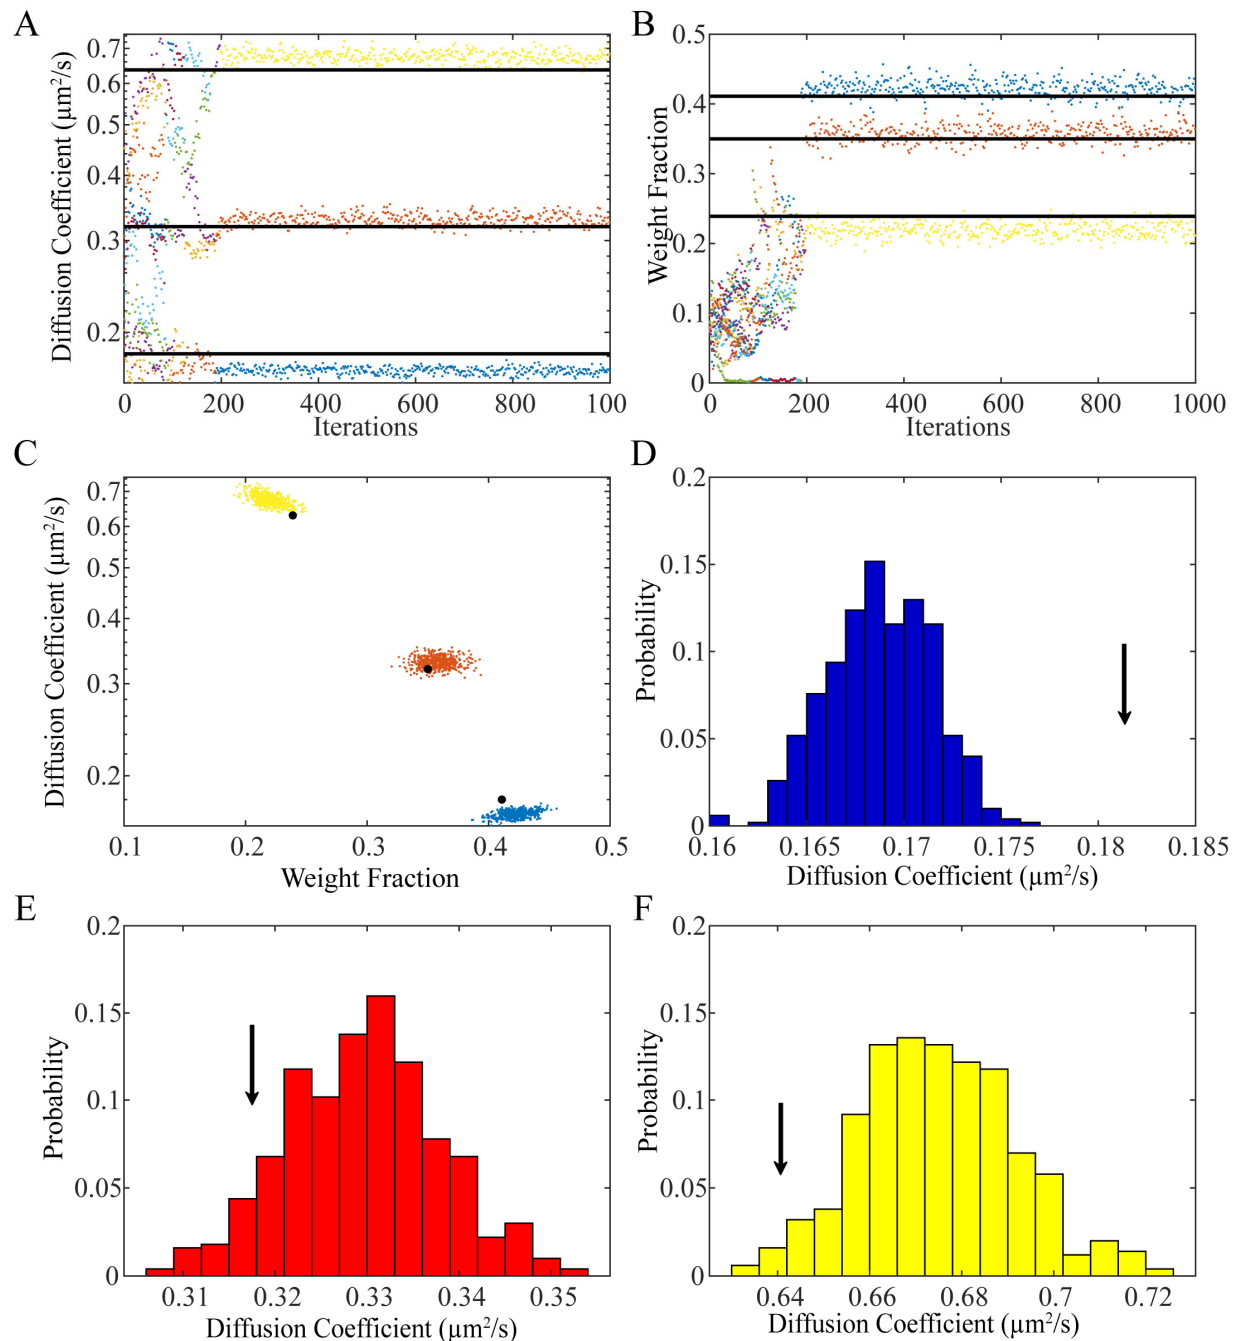 A
Diffusion Coefficient (µm²/s)
0.7
0.6
0.5
0.4
0.3
0.2
0 200 400 600 800 100
Iterations
B
Weight Fraction
0.5
0.4
0.3
0.2
0.1
0
0 200 400 600 800 1000
Iterations
C
Diffusion Coefficient (µm²/s)
0.7
0.6
0.5
0.4
0.3
0.2
0.1 0.2 0.3 0.4 0.5
Weight Fraction
D
Probability
0.2
0.15
0.1
0.05
0
0.16 0.165 0.17 0.175 0.18 0.185
Diffusion Coefficient (µm²/s)
E
Probability
0.2
0.15
0.1
0.05
0
0.31 0.32 0.33 0.34 0.35
Diffusion Coefficient (µm²/s)
F
Probability
0.2
0.15
0.1
0.05
0
0.64 0.66 0.68 0.7 0.72
Diffusion Coefficient (µm²/s)